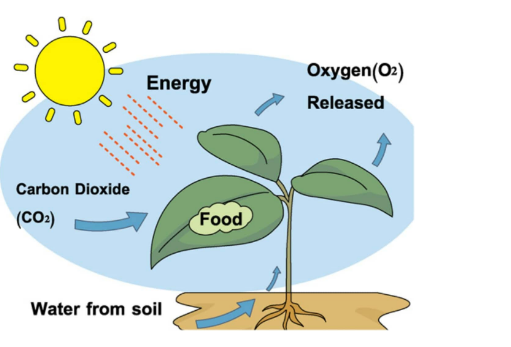 Energy
Oxygen(O₂)
Released
Carbon Dioxide
(CO₂)
Food
Water from soil